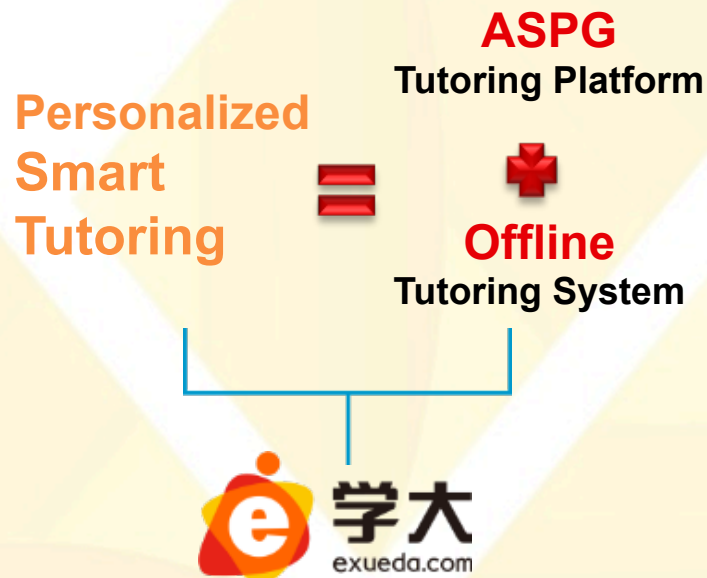 Personalized
Smart
Tutoring
=
ASPG
Tutoring Platform
+
Offline
Tutoring System
e
学大
exueda.com